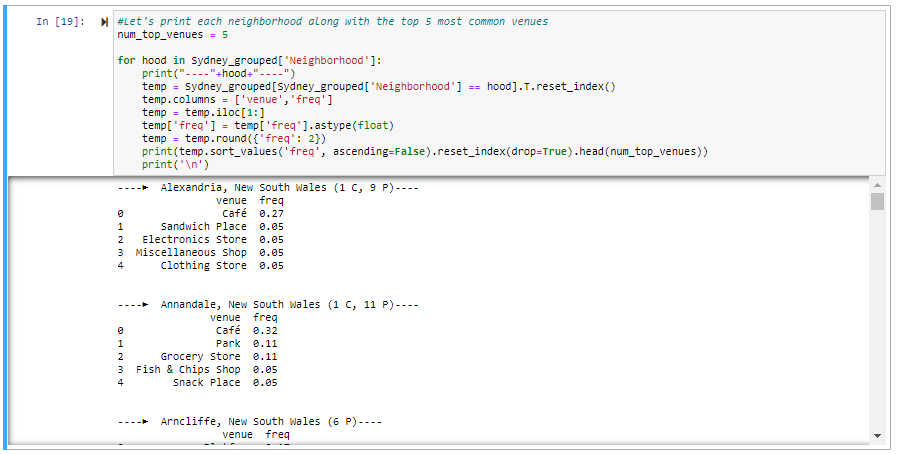 In [19]:
#Let's print each neighborhood along with the top 5 most common venues
num_top_venues = 5
for hood in Sydney_grouped['Neighborhood']:
    print("----"+hood+"----")
    temp = Sydney_grouped[Sydney_grouped['Neighborhood'] == hood].T.reset_index()
    temp.columns = ['venue','freq']
    temp = temp.iloc[1:]
    temp['freq'] = temp['freq'].astype(float)
    temp = temp.round({'freq': 2})
    print(temp.sort_values('freq', ascending=False).reset_index(drop=True).head(num_top_venues))
    print('\n')
----► Alexandria, New South Wales (1 C, 9 P)----
venue freq
0 Café 0.27
1 Sandwich Place 0.05
2 Electronics Store 0.05
3 Miscellaneous Shop 0.05
4 Clothing Store 0.05
----► Annandale, New South Wales (1 C, 11 P)----
venue freq
0 Café 0.32
1 Park 0.11
2 Grocery Store 0.11
3 Fish & Chips Shop 0.05
4 Snack Place 0.05
----► Arncliffe, New South Wales (6 P)----
venue freq